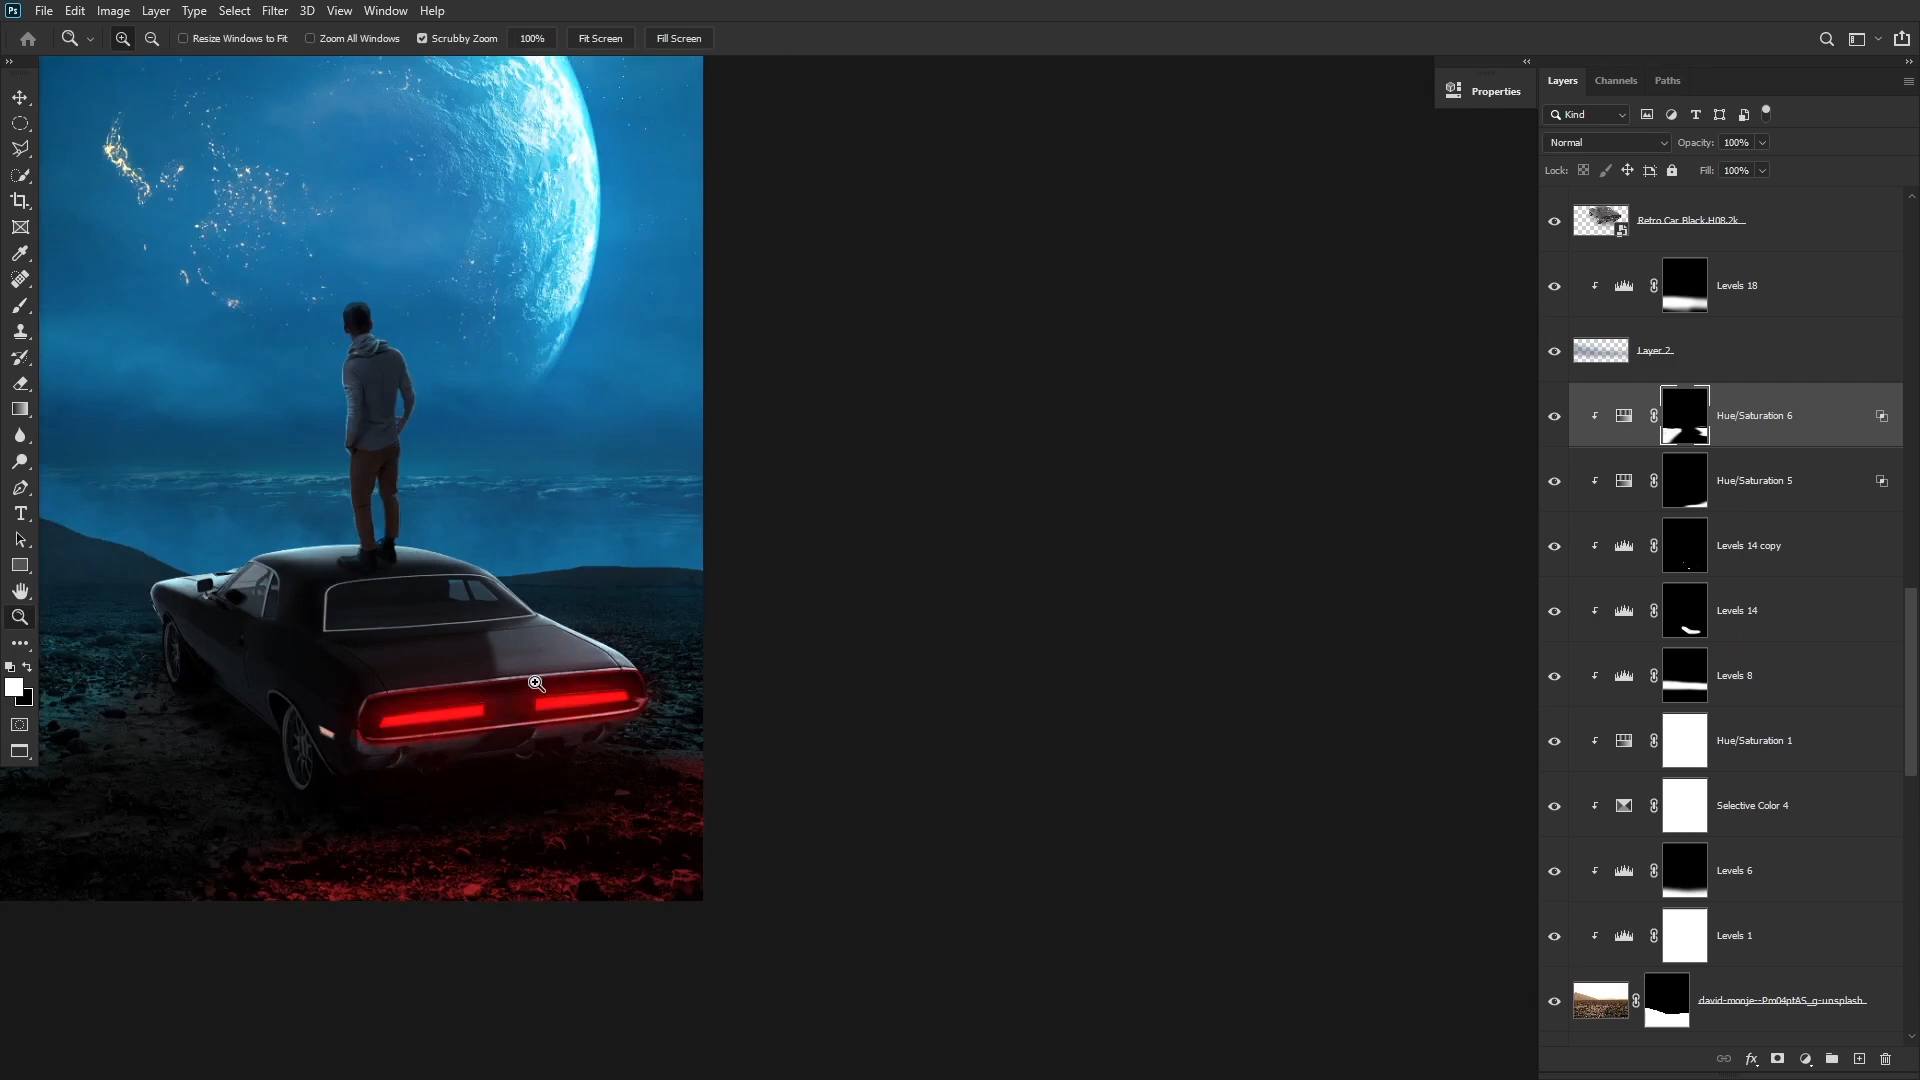 Ps File Edit Image Layer Type Select Filter 3D View Window Help
Resize Windows to Fit Zoom All Windows Scrubby Zoom 100% Fit Screen Fill Screen
Properties
Layers Channels Paths
Kind
Normal Opacity: 100%
Lock: Fill: 100%
Retro Car Black.H08.2k
Levels 18
Layer 2
Hue/Saturation 6
Hue/Saturation 5
Levels 14 copy
Levels 14
Levels 8
Hue/Saturation 1
Selective Color 4
Levels 6
Levels 1
david-monje--Pm04ptAS_g-unsplash
fx